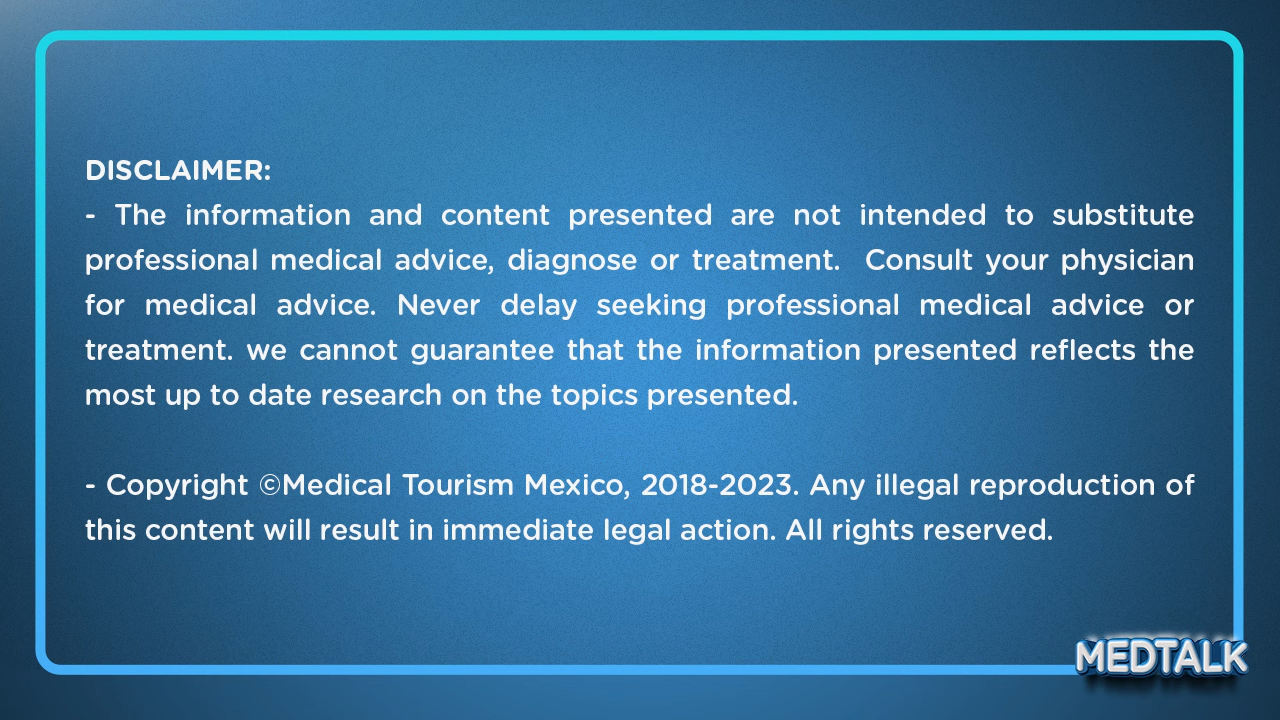 DISCLAIMER:
- The information and content presented are not intended to substitute
professional medical advice, diagnose or treatment.  Consult your physician
for medical advice. Never delay seeking professional medical advice or
treatment. we cannot guarantee that the information presented reflects the
most up to date research on the topics presented.
- Copyright ©Medical Tourism Mexico, 2018-2023. Any illegal reproduction of
this content will result in immediate legal action. All rights reserved.
MEDTALK